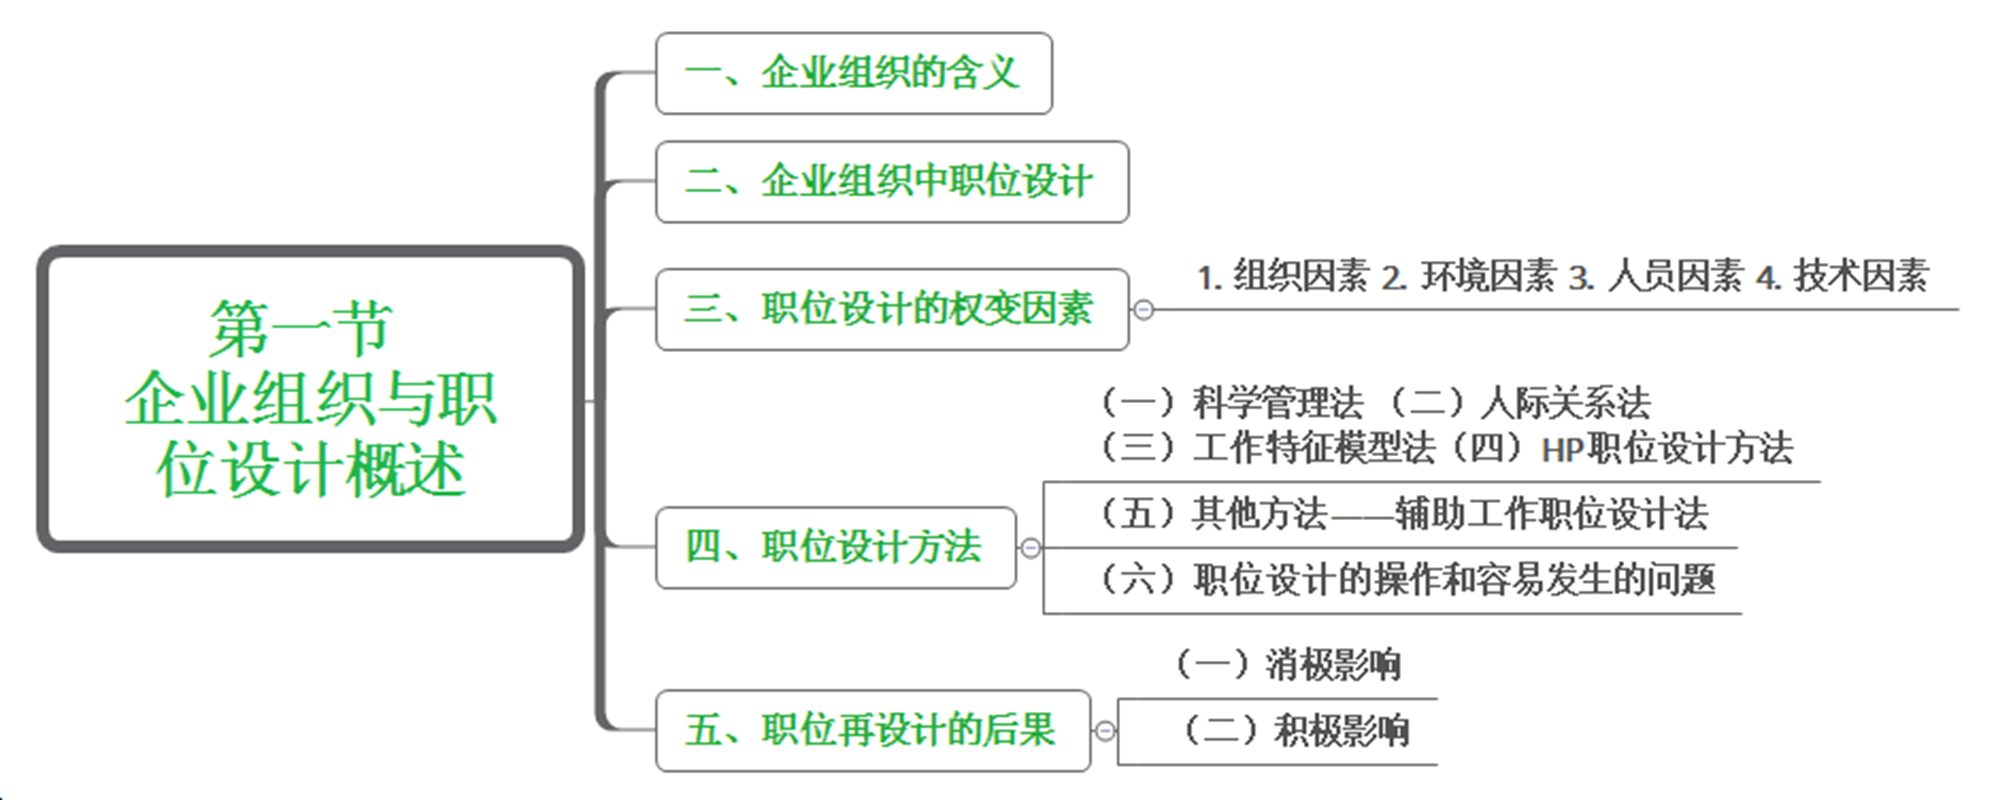 第一节
企业组织与职
位设计概述
一、企业组织的含义
二、企业组织中职位设计
三、职位设计的权变因素
1. 组织因素 2. 环境因素 3. 人员因素 4. 技术因素
四、职位设计方法
（一）科学管理法 （二）人际关系法
（三）工作特征模型法（四）HP职位设计方法
（五）其他方法——辅助工作职位设计法
（六）职位设计的操作和容易发生的问题
五、职位再设计的后果
（一）消极影响
（二）积极影响